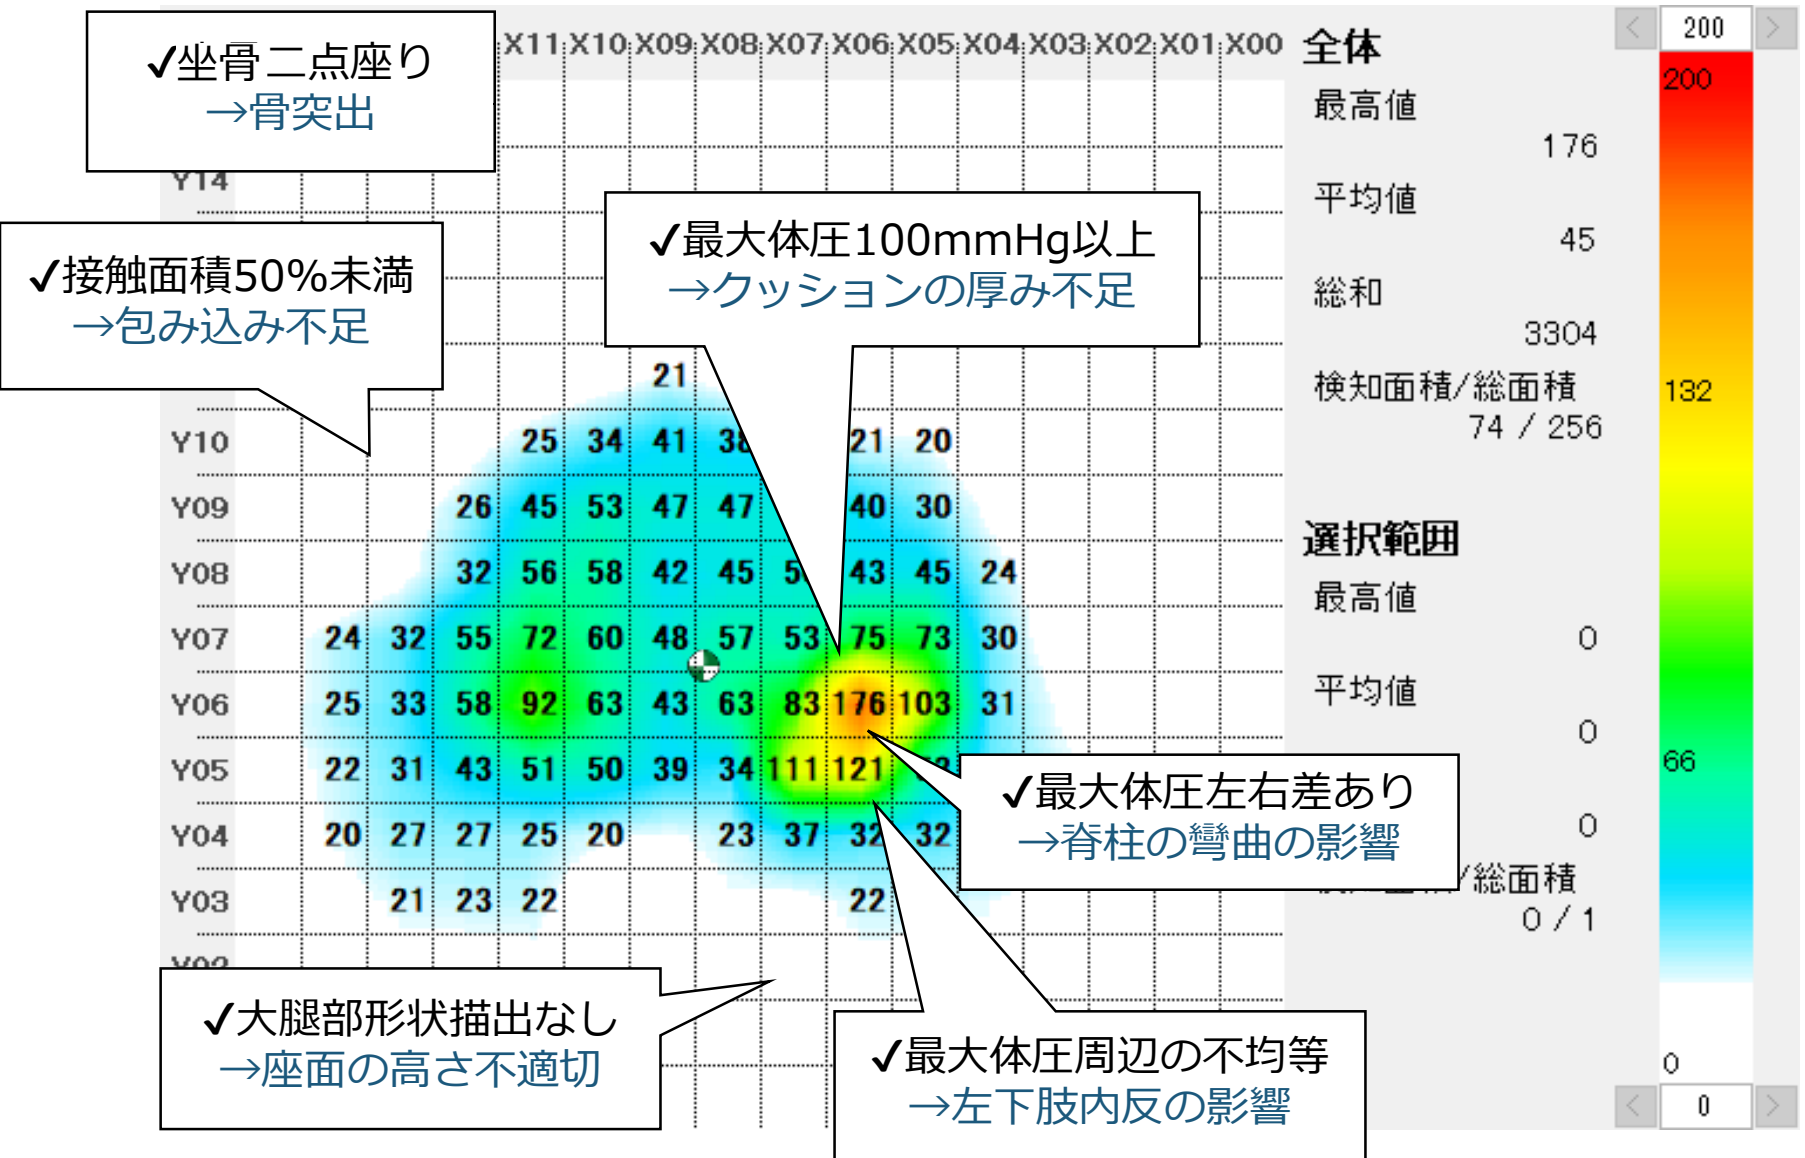 ✓坐骨二点座り
→骨突出
X11 X10 X09 X08 X07 X06 X05 X04 X03 X02 X01 X00
Y14
✓接触面積50%未満
→包み込み不足
✓最大体圧100mmHg以上
→クッションの厚み不足
21
Y10 25 34 41 38 21 20
Y09 26 45 53 47 47 40 30
Y08 32 56 58 42 45 43 45 24
Y07 24 32 55 72 60 48 57 53 75 73 30
Y06 25 33 58 92 63 43 63 83 176 103 31
Y05 22 31 43 51 50 39 34 111 121
Y04 20 27 27 25 20 23 37 32 32
Y03 21 23 22 22
Y02
✓最大体圧左右差あり
→脊柱の彎曲の影響
✓大腿部形状描出なし
→座面の高さ不適切
✓最大体圧周辺の不均等
→左下肢内反の影響
全体
最高値
176
平均値
45
総和
3304
検知面積/総面積
74 / 256
選択範囲
最高値
0
平均値
0
0
/総面積
0 / 1
< 200 >
200
132
66
0
< 0 >